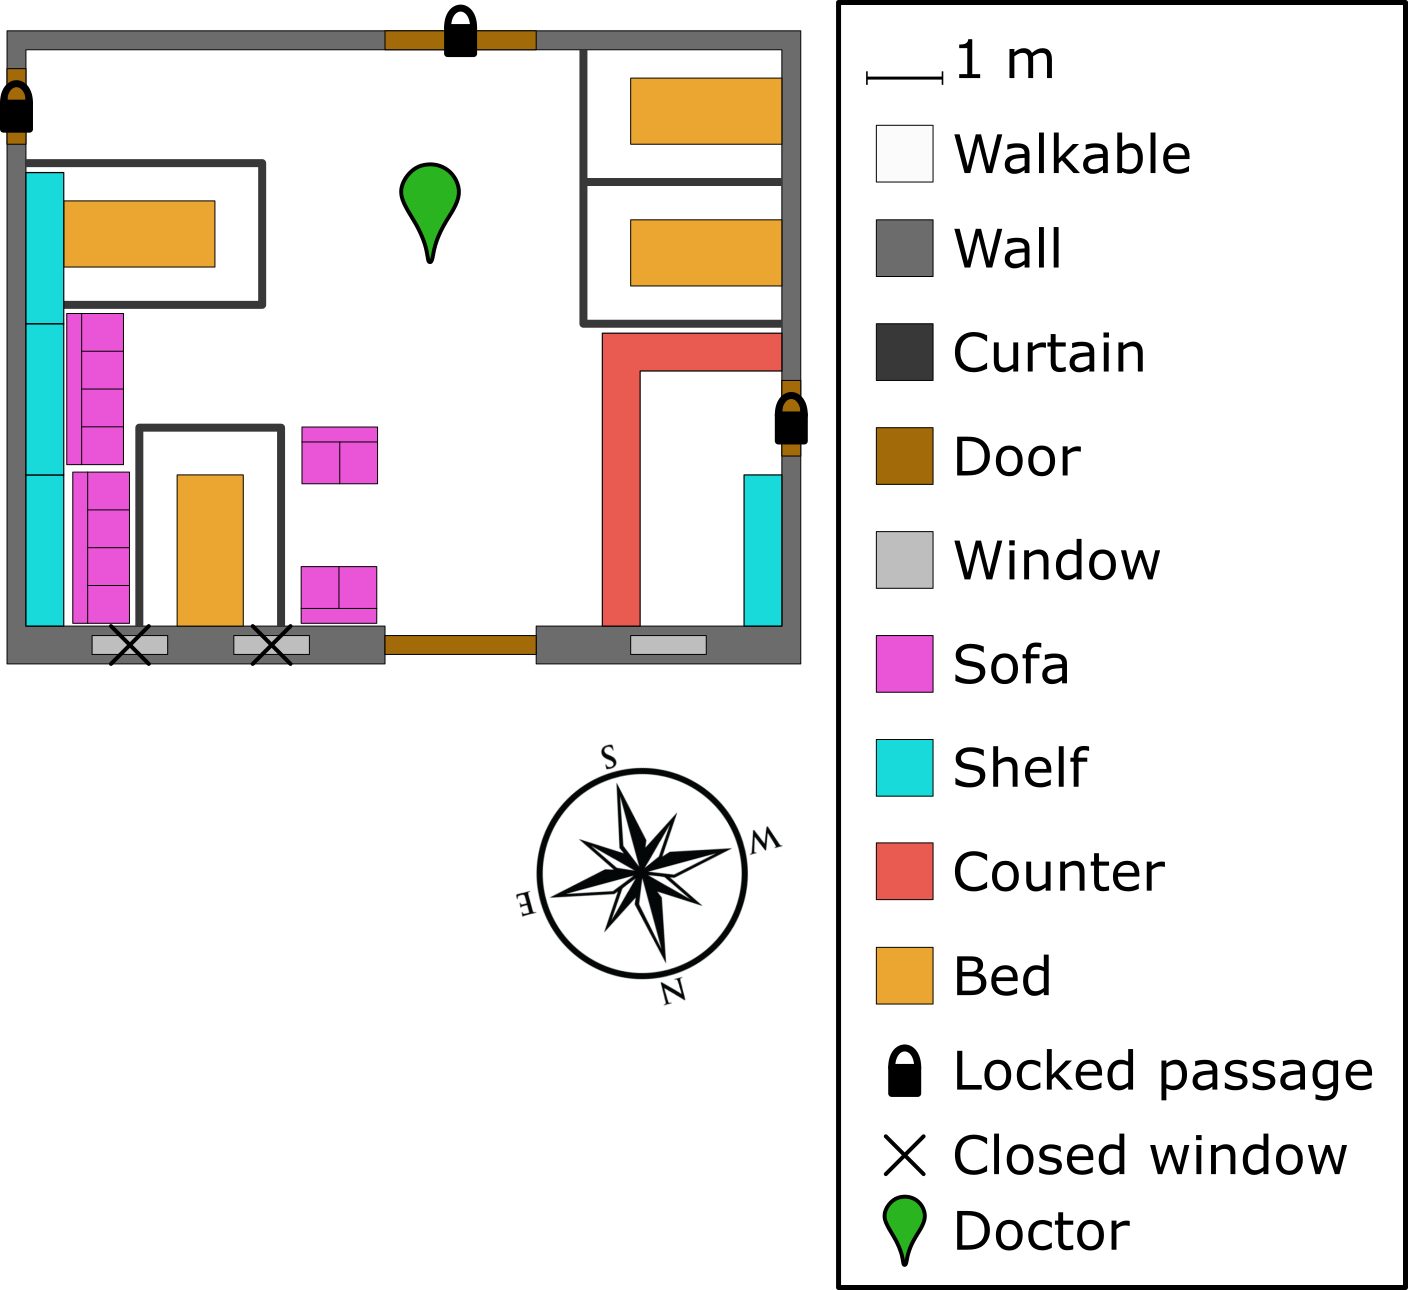 1 m
Walkable
Wall
Curtain
Door
Window
Sofa
Shelf
Counter
Bed
Locked passage
Closed window
Doctor
S
W
E
N